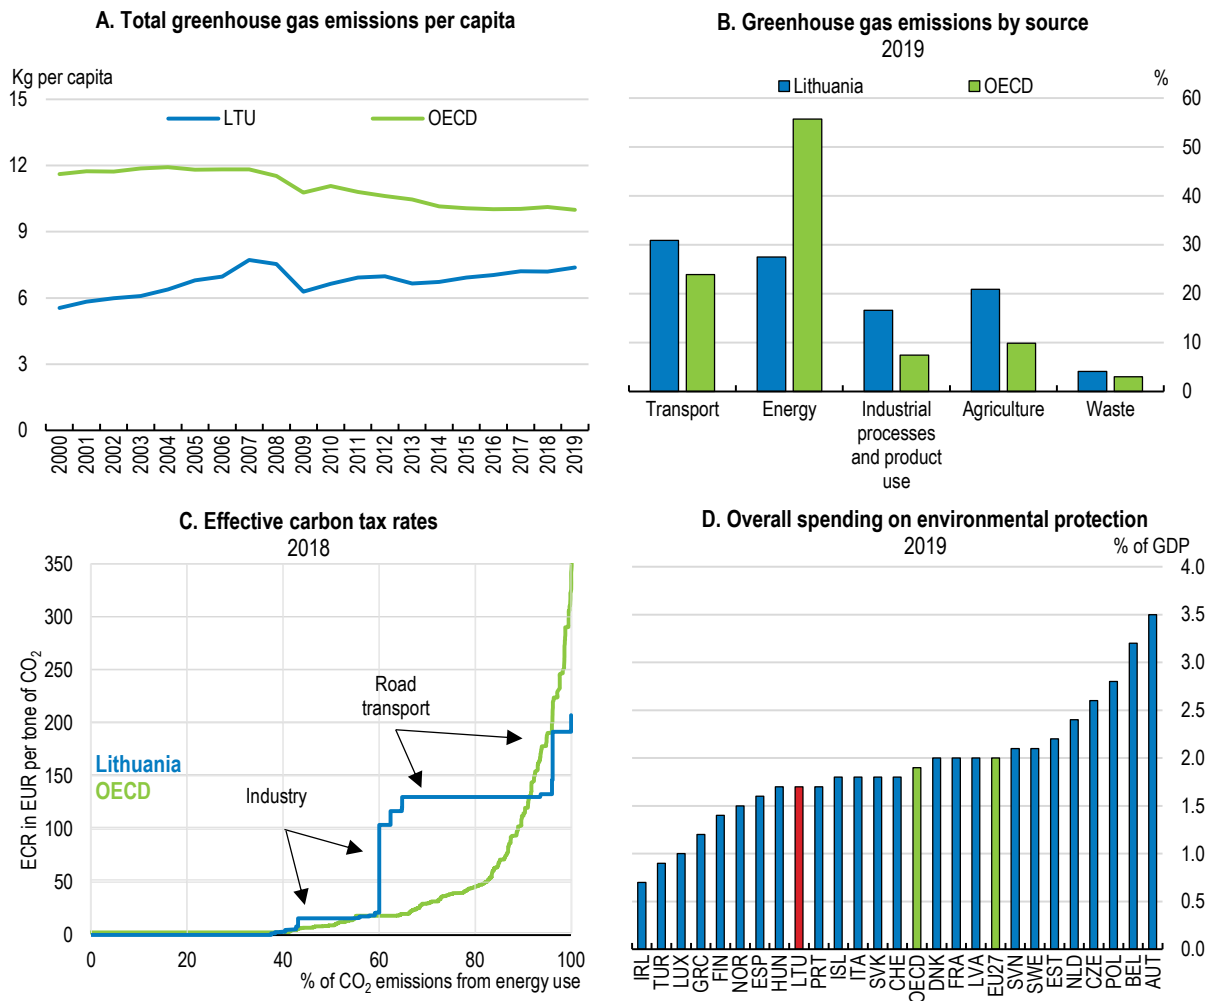 A. Total greenhouse gas emissions per capita
Kg per capita
15
12
9
6
3
0
LTU
OECD
2000
2001
2002
2003
2004
2005
2006
2007
2008
2009
2010
2011
2012
2013
2014
2015
2016
2017
2018
2019
B. Greenhouse gas emissions by source
2019
Lithuania
OECD
%
60
50
40
30
20
10
0
Transport
Energy
Industrial
processes
and product
use
Agriculture
Waste
C. Effective carbon tax rates
2018
ECR in EUR per tone of CO2
350
300
250
200
150
100
50
0
Lithuania
OECD
Industry
Road
transport
0
20
40
60
80
100
% of CO2 emissions from energy use
D. Overall spending on environmental protection
2019
% of GDP
4.0
3.5
3.0
2.5
2.0
1.5
1.0
0.5
0.0
IRL
TUR
LUX
GRC
FIN
NOR
ESP
HUN
LTU
PRT
ISL
ITA
SVK
CHE
OECD
DNK
FRA
LVA
EU27
SVN
SWE
EST
NLD
CZE
POL
BEL
AUT